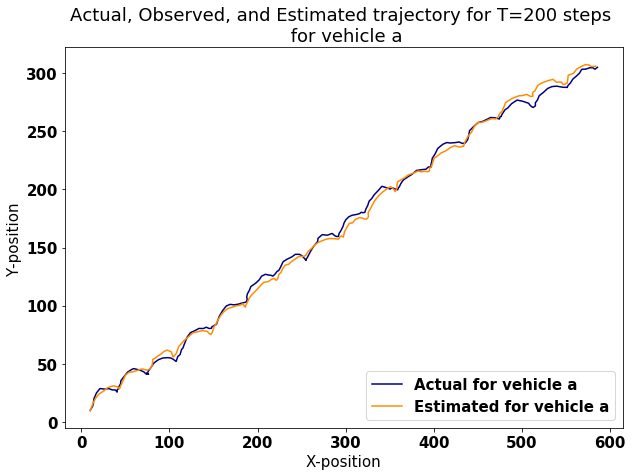 Actual, Observed, and Estimated trajectory for T=200 steps
for vehicle a
300
250
200
150
100
50
0
Y-position
0 100 200 300 400 500 600
X-position
Actual for vehicle a
Estimated for vehicle a